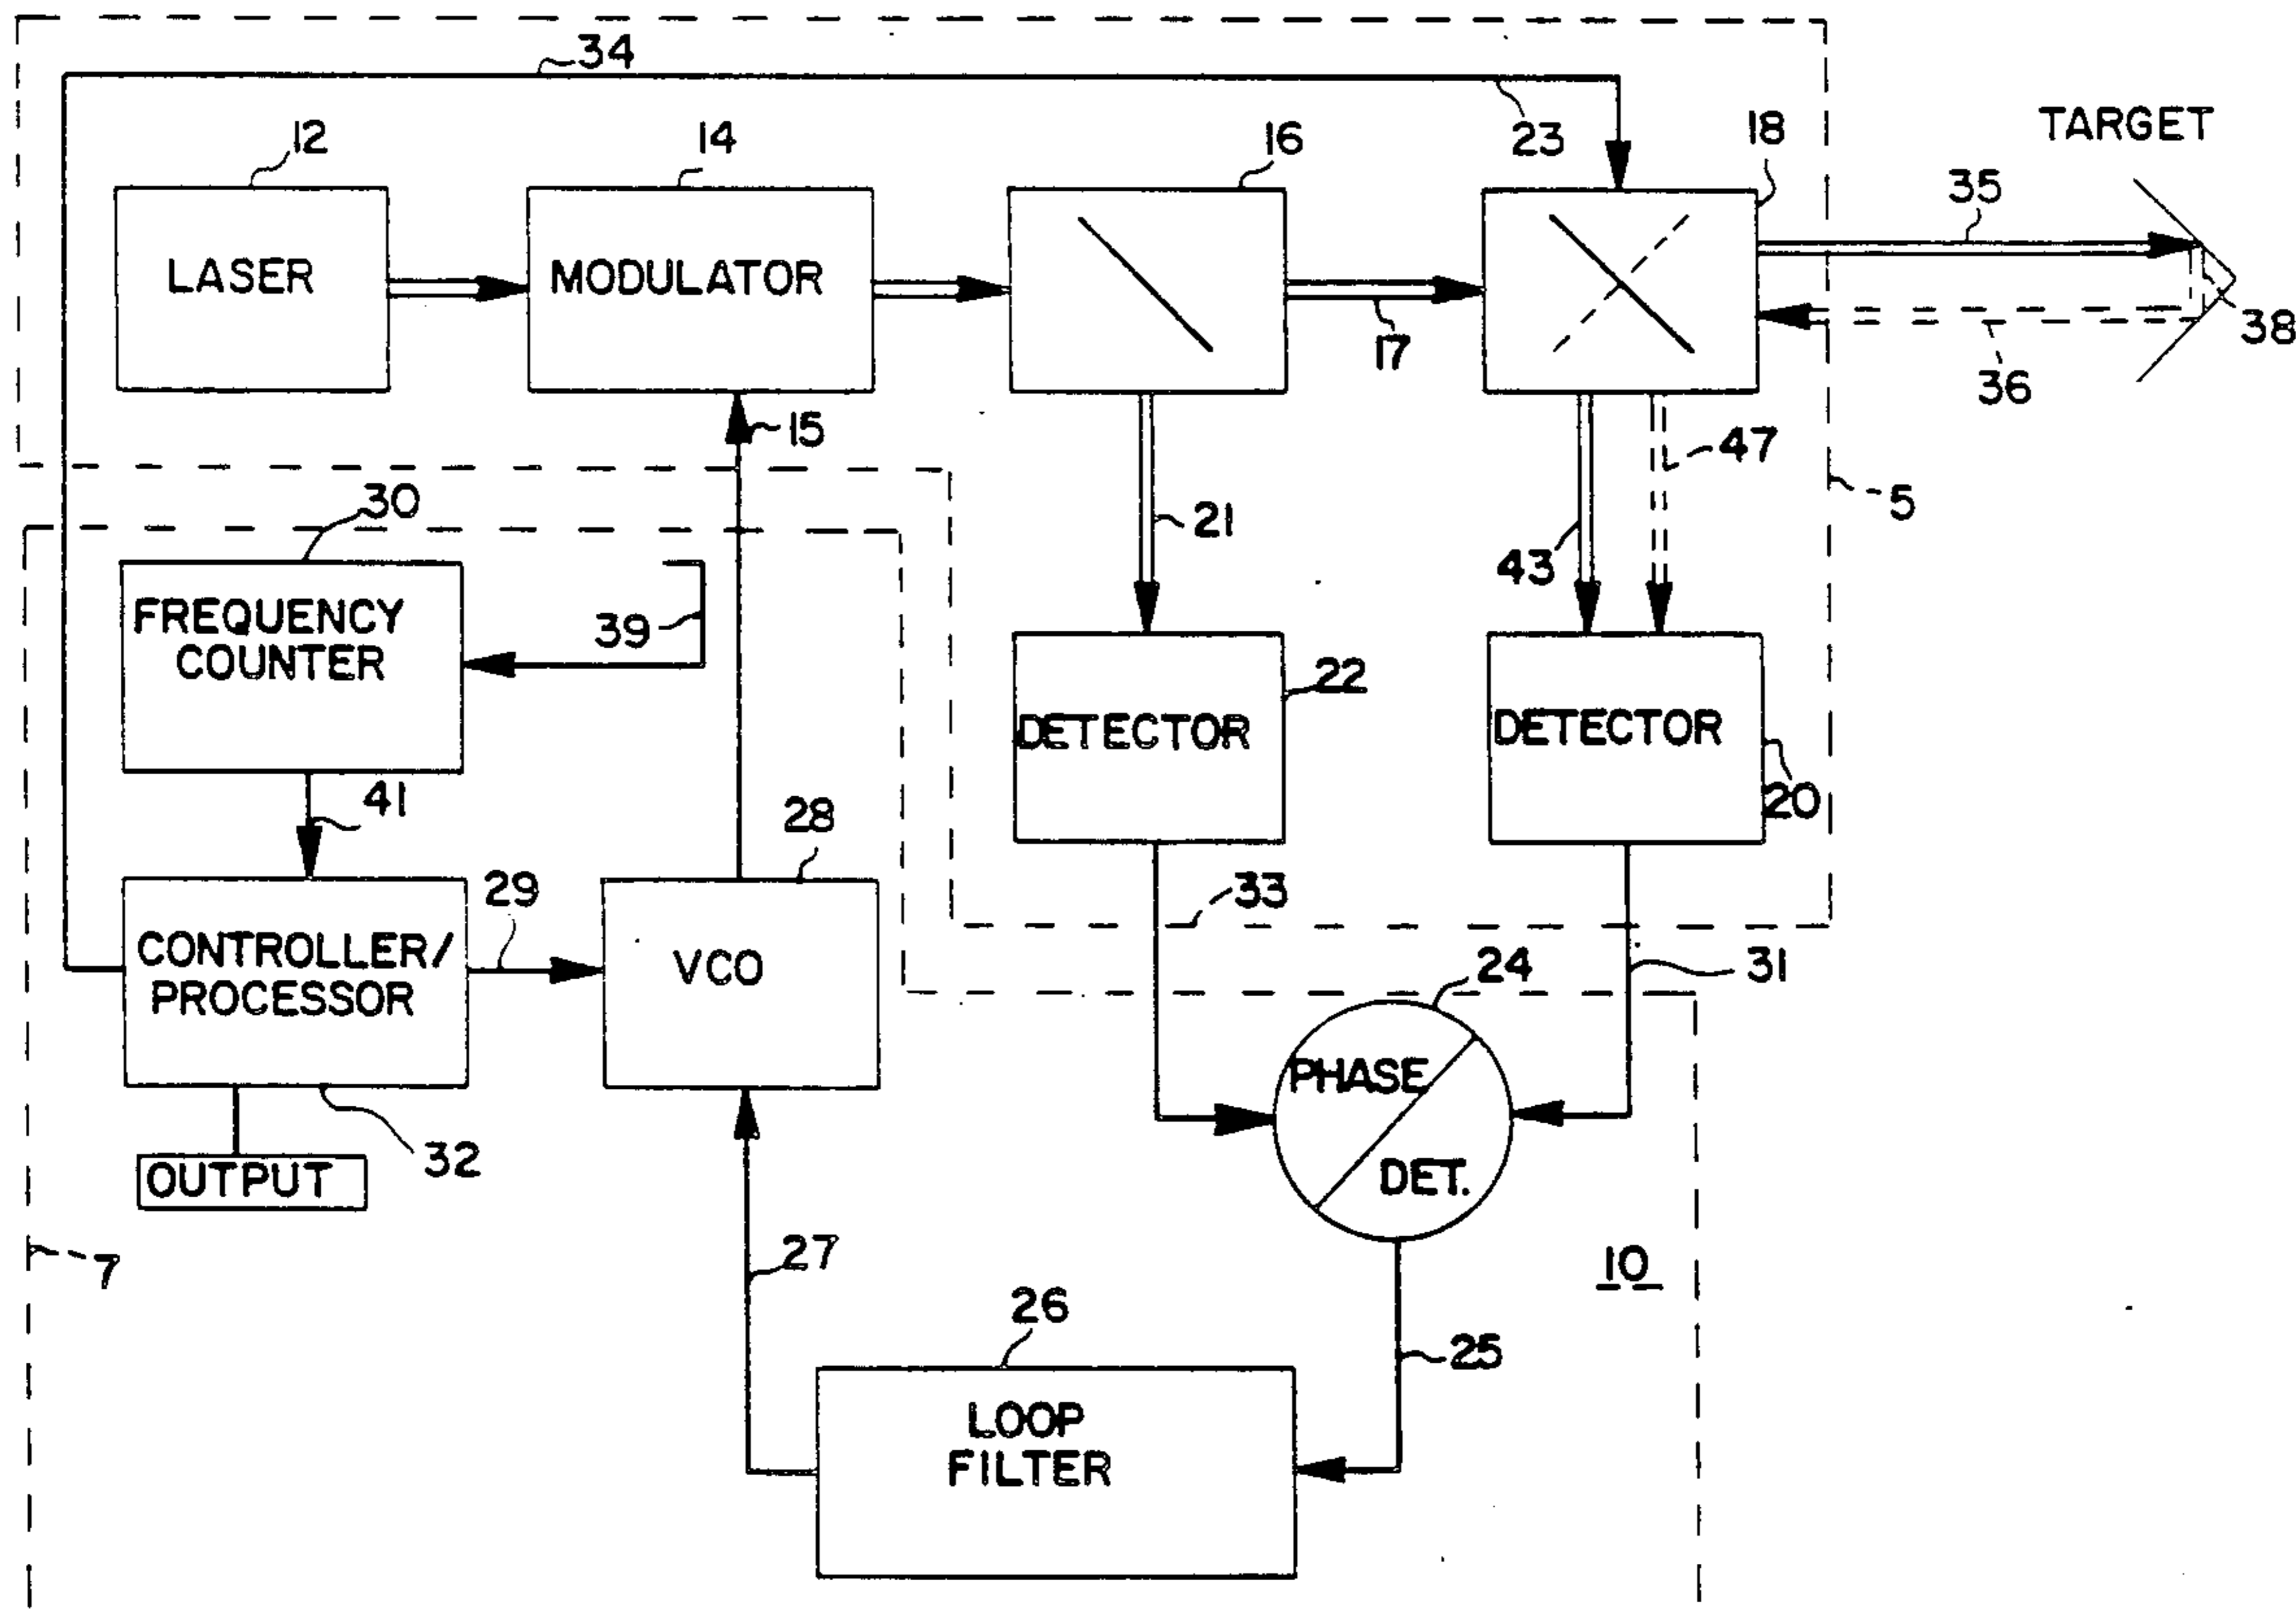 34
12
14
16
23
18
TARGET
35
LASER
MODULATOR
17
38
36
15
47
5
30
21
43
FREQUENCY
COUNTER
39
22
DETECTOR
DETECTOR
20
41
28
29
33
CONTROLLER/
PROCESSOR
VCO
24
31
PHASE
DET.
32
OUTPUT
7
27
10
26
25
LOOP
FILTER